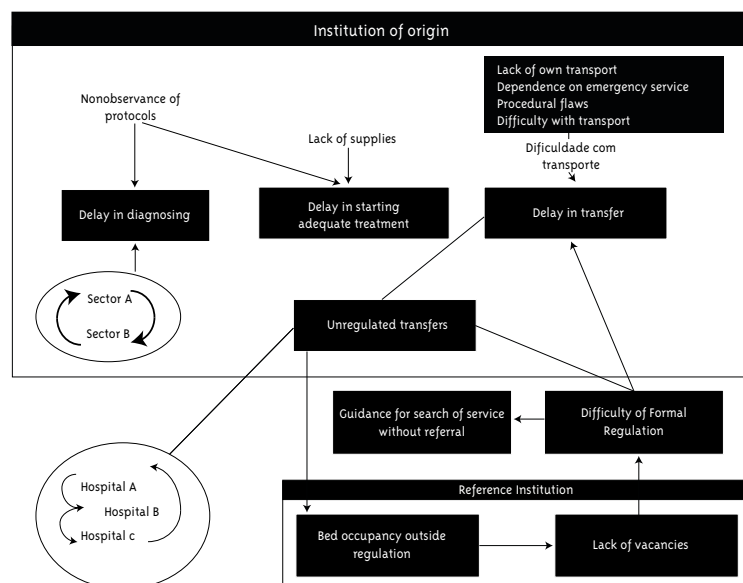 Institution of origin
Lack of own transport
Dependence on emergency service
Procedural flaws
Difficulty with transport
Nonobservance of
protocols
Lack of supplies
Dificuldade com
transporte
Delay in diagnosing
Delay in starting
adequate treatment
Delay in transfer
Sector A
Sector B
Unregulated transfers
Guidance for search of service
without referral
Difficulty of Formal
Regulation
Hospital A
Hospital B
Hospital c
Reference Institution
Bed occupancy outside
regulation
Lack of vacancies